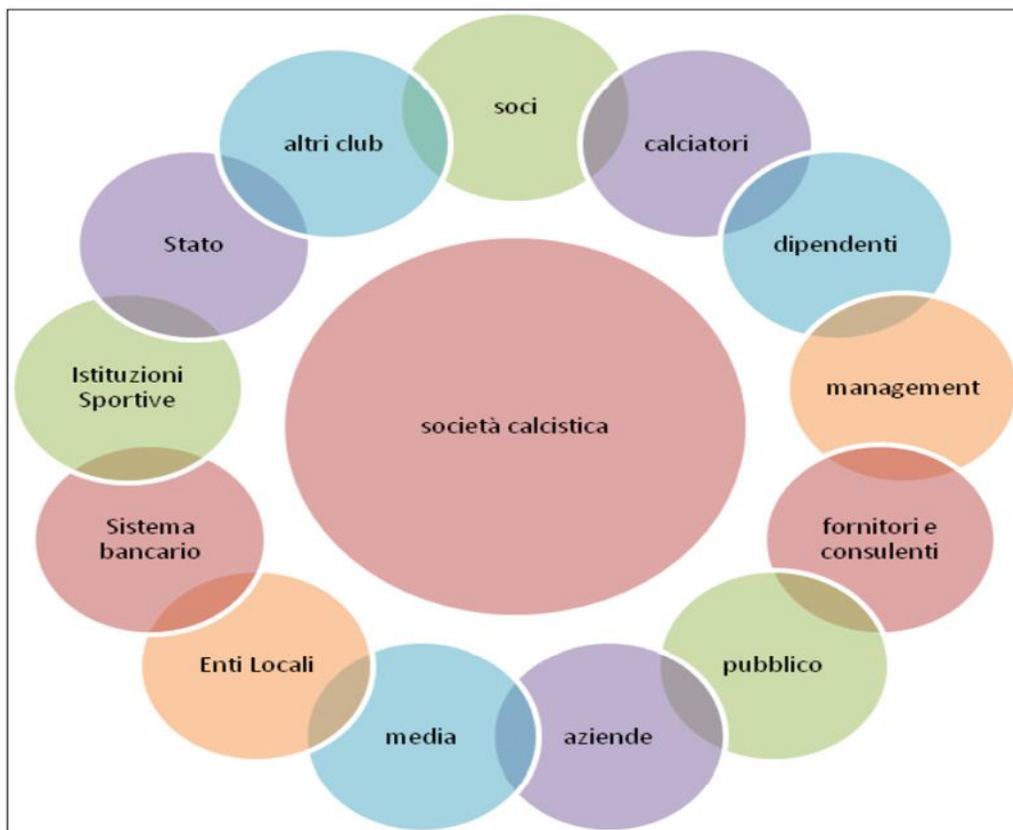 soci
calciatori
dipendenti
management
fornitori e
consulenti
pubblico
aziende
media
Enti Locali
Sistema
bancario
Istituzioni
Sportive
Stato
altri club
società calcistica